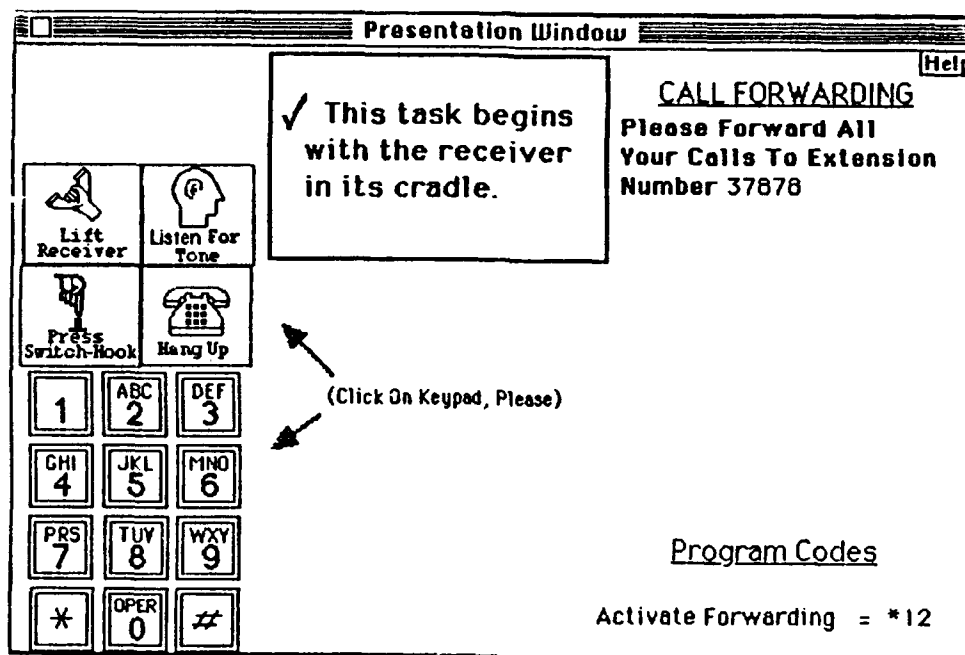 Presentation Window
Help
✓ This task begins
with the receiver
in its cradle.
CALL FORWARDING
Please Forward All
Your Calls To Extension
Number 37878
Lift
Receiver
Listen For
Tone
Press
Switch-Hook
Hang Up
(Click On Keypad, Please)
1
ABC
2
DEF
3
GHI
4
JKL
5
MNO
6
PRS
7
TUV
8
WXY
9
*
OPER
0
#
Program Codes
Activate Forwarding = *12